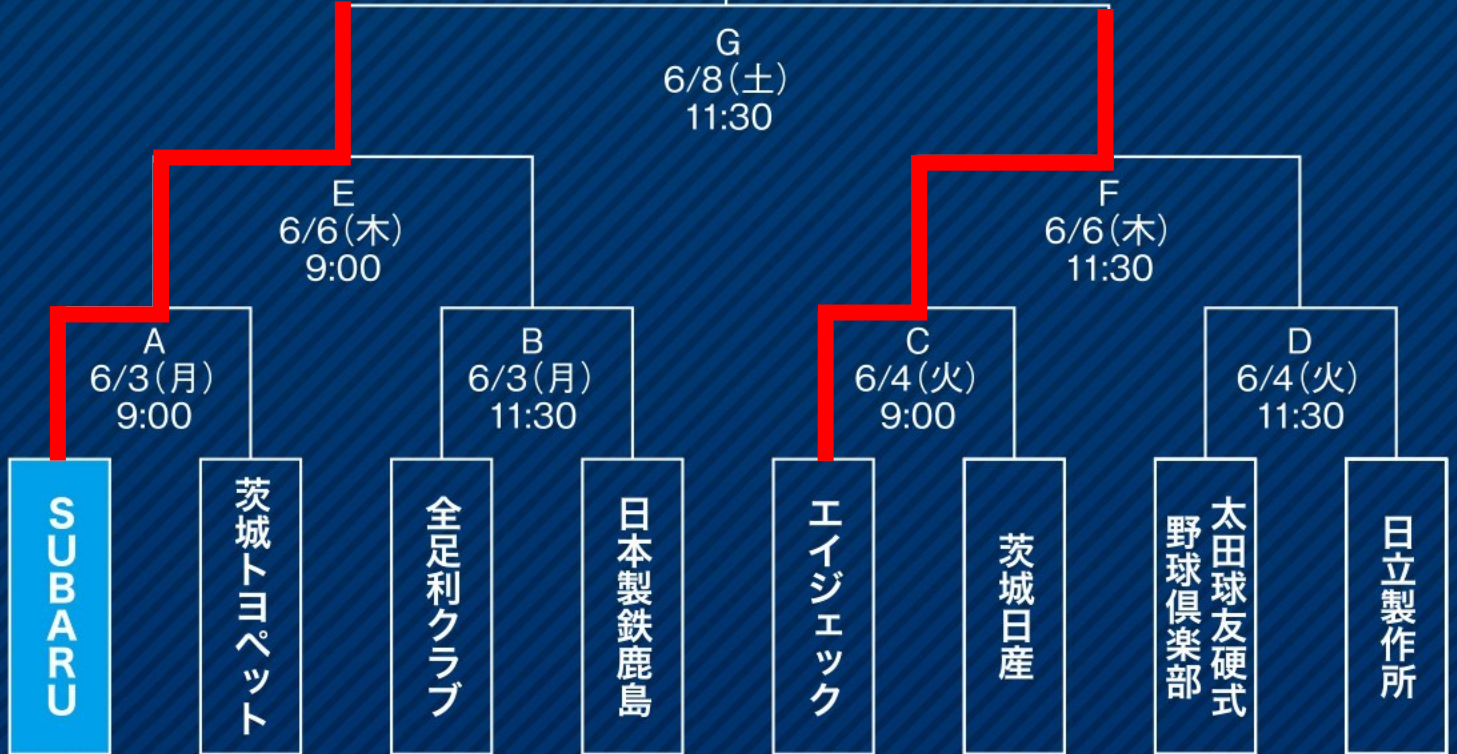 G
6/8(土)
11:30
E
6/6(木)
9:00
F
6/6(木)
11:30
A
6/3(月)
9:00
B
6/3(月)
11:30
C
6/4(火)
9:00
D
6/4(火)
11:30
SUBARU
茨城トヨペット
全足利クラブ
日本製鉄鹿島
エイジェック
茨城日産
太田球友硬式
野球倶楽部
日立製作所